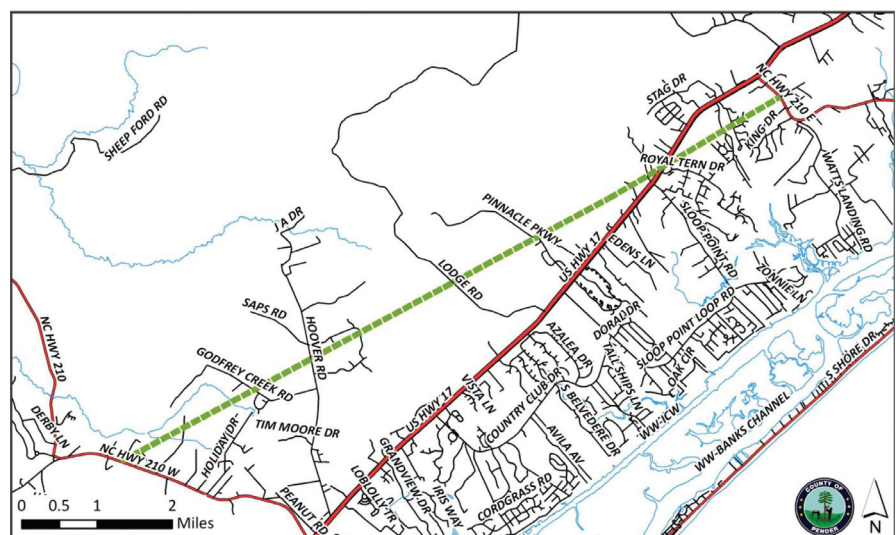 NC HWY 210 E
STAG DR
KING DR
SHEEP FORD RD
ROYAL TERN DR
WATTS LANDING RD
PINNACLE PKWY
J A DR
EDENS LN
SLOOP POINT RD
US HWY 17
LODGE RD
ZONNIE LN
SAPS RD
HOOVER RD
NC HWY 210
DORAL DR
SLOOP POINT LOOP RD
AZALEA DR
GODFREY CREEK RD
TALL SHIPS LN
OAK CIR
S SHORE DR
VISTA LN
COUNTRY CLUB DR
S BELVEDERE DR
WW-ICW
US HWY 17
DERBY LN
HOLIDAY DR
TIM MOORE DR
WW-BANKS CHANNEL
NC HWY 210 W
GRANDVIEW DR
AVILA AV
LOBLOLLY TR
IRBS WAY
CORDGRASS RD
PEANUT RD
0 0.5 1 2
Miles
COUNTY OF
PENDER
N